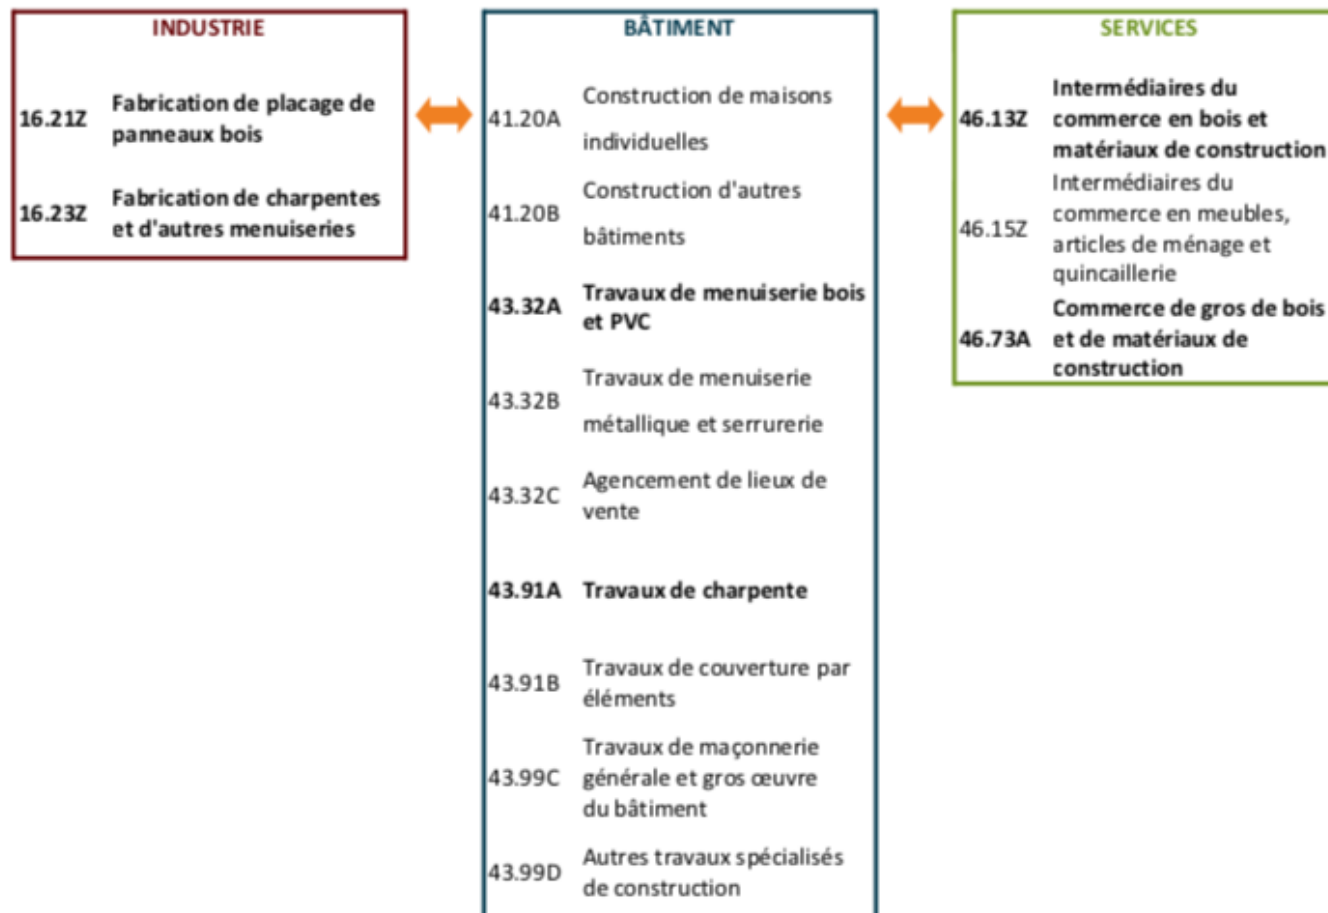 INDUSTRIE
16.21Z Fabrication de placage de
panneaux bois
16.23Z Fabrication de charpentes
et d'autres menuiseries
BÂTIMENT
41.20A Construction de maisons
individuelles
41.20B Construction d'autres
bâtiments
43.32A Travaux de menuiserie bois
et PVC
43.32B Travaux de menuiserie
métallique et serrurerie
43.32C Agencement de lieux de
vente
43.91A Travaux de charpente
43.91B Travaux de couverture par
éléments
Travaux de maçonnerie
43.99C générale et gros œuvre
du bâtiment
43.99D Autres travaux spécialisés
de construction
SERVICES
Intermédiaires du
46.13Z commerce en bois et
matériaux de construction
Intermédiaires du
46.15Z commerce en meubles,
articles de ménage et
quincaillerie
Commerce de gros de bois
46.73A et de matériaux de
construction